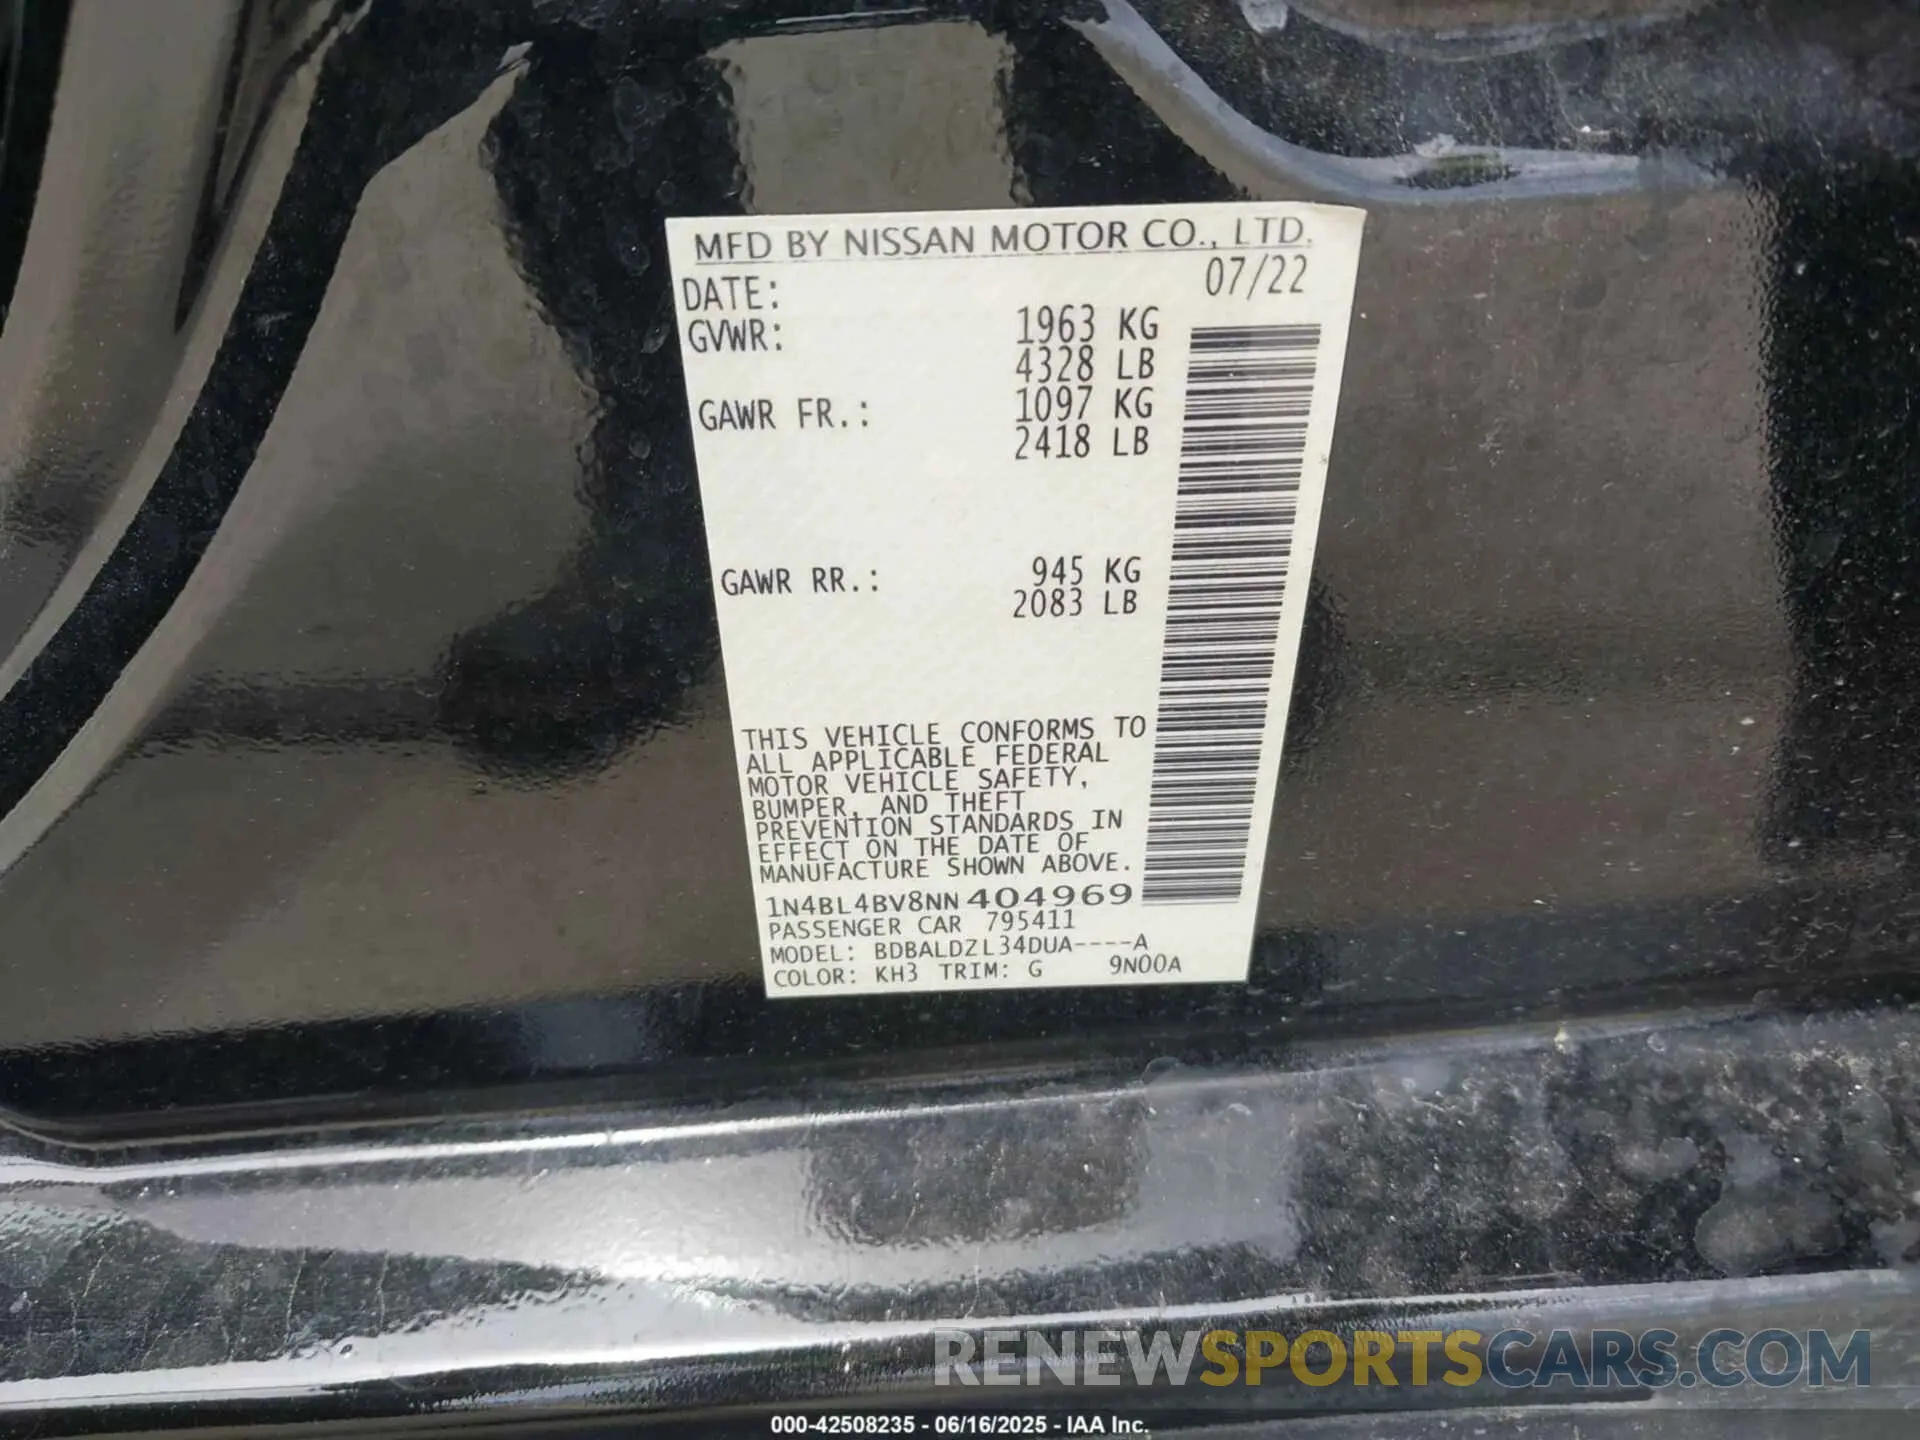 MFD BY NISSAN MOTOR CO., LTD.
DATE: 07/22
GVWR: 1963 KG
4328 LB
GAWR FR.: 1097 KG
2418 LB
GAWR RR.: 945 KG
2083 LB
THIS VEHICLE CONFORMS TO
ALL APPLICABLE FEDERAL
MOTOR VEHICLE SAFETY,
BUMPER, AND THEFT
PREVENTION STANDARDS IN
EFFECT ON THE DATE OF
MANUFACTURE SHOWN ABOVE.
1N4BL4BV8NN404969
PASSENGER CAR 795411
MODEL: BDBALDZL34DUA----A
COLOR: KH3 TRIM: G 9N00A
RENEWSPORTSCARS.COM
000-42508235 - 06/16/2025 - IAA Inc.